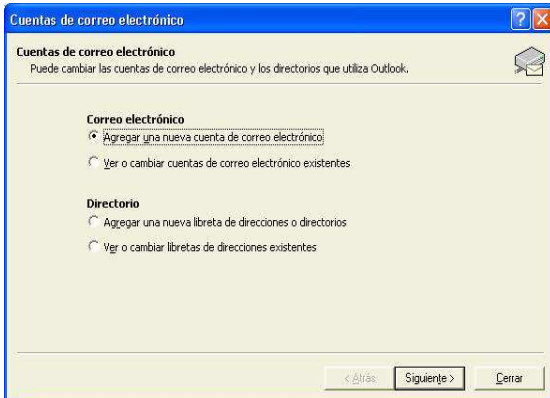 Cuentas de correo electrónico
Cuentas de correo electrónico
Puede cambiar las cuentas de correo electrónico y los directorios que utiliza Outlook.
Correo electrónico
Agregar una nueva cuenta de correo electrónico
Ver o cambiar cuentas de correo electrónico existentes
Directorio
Agregar una nueva libreta de direcciones o directorios
Ver o cambiar libretas de direcciones existentes
< Atrás Siguiente > Cerrar